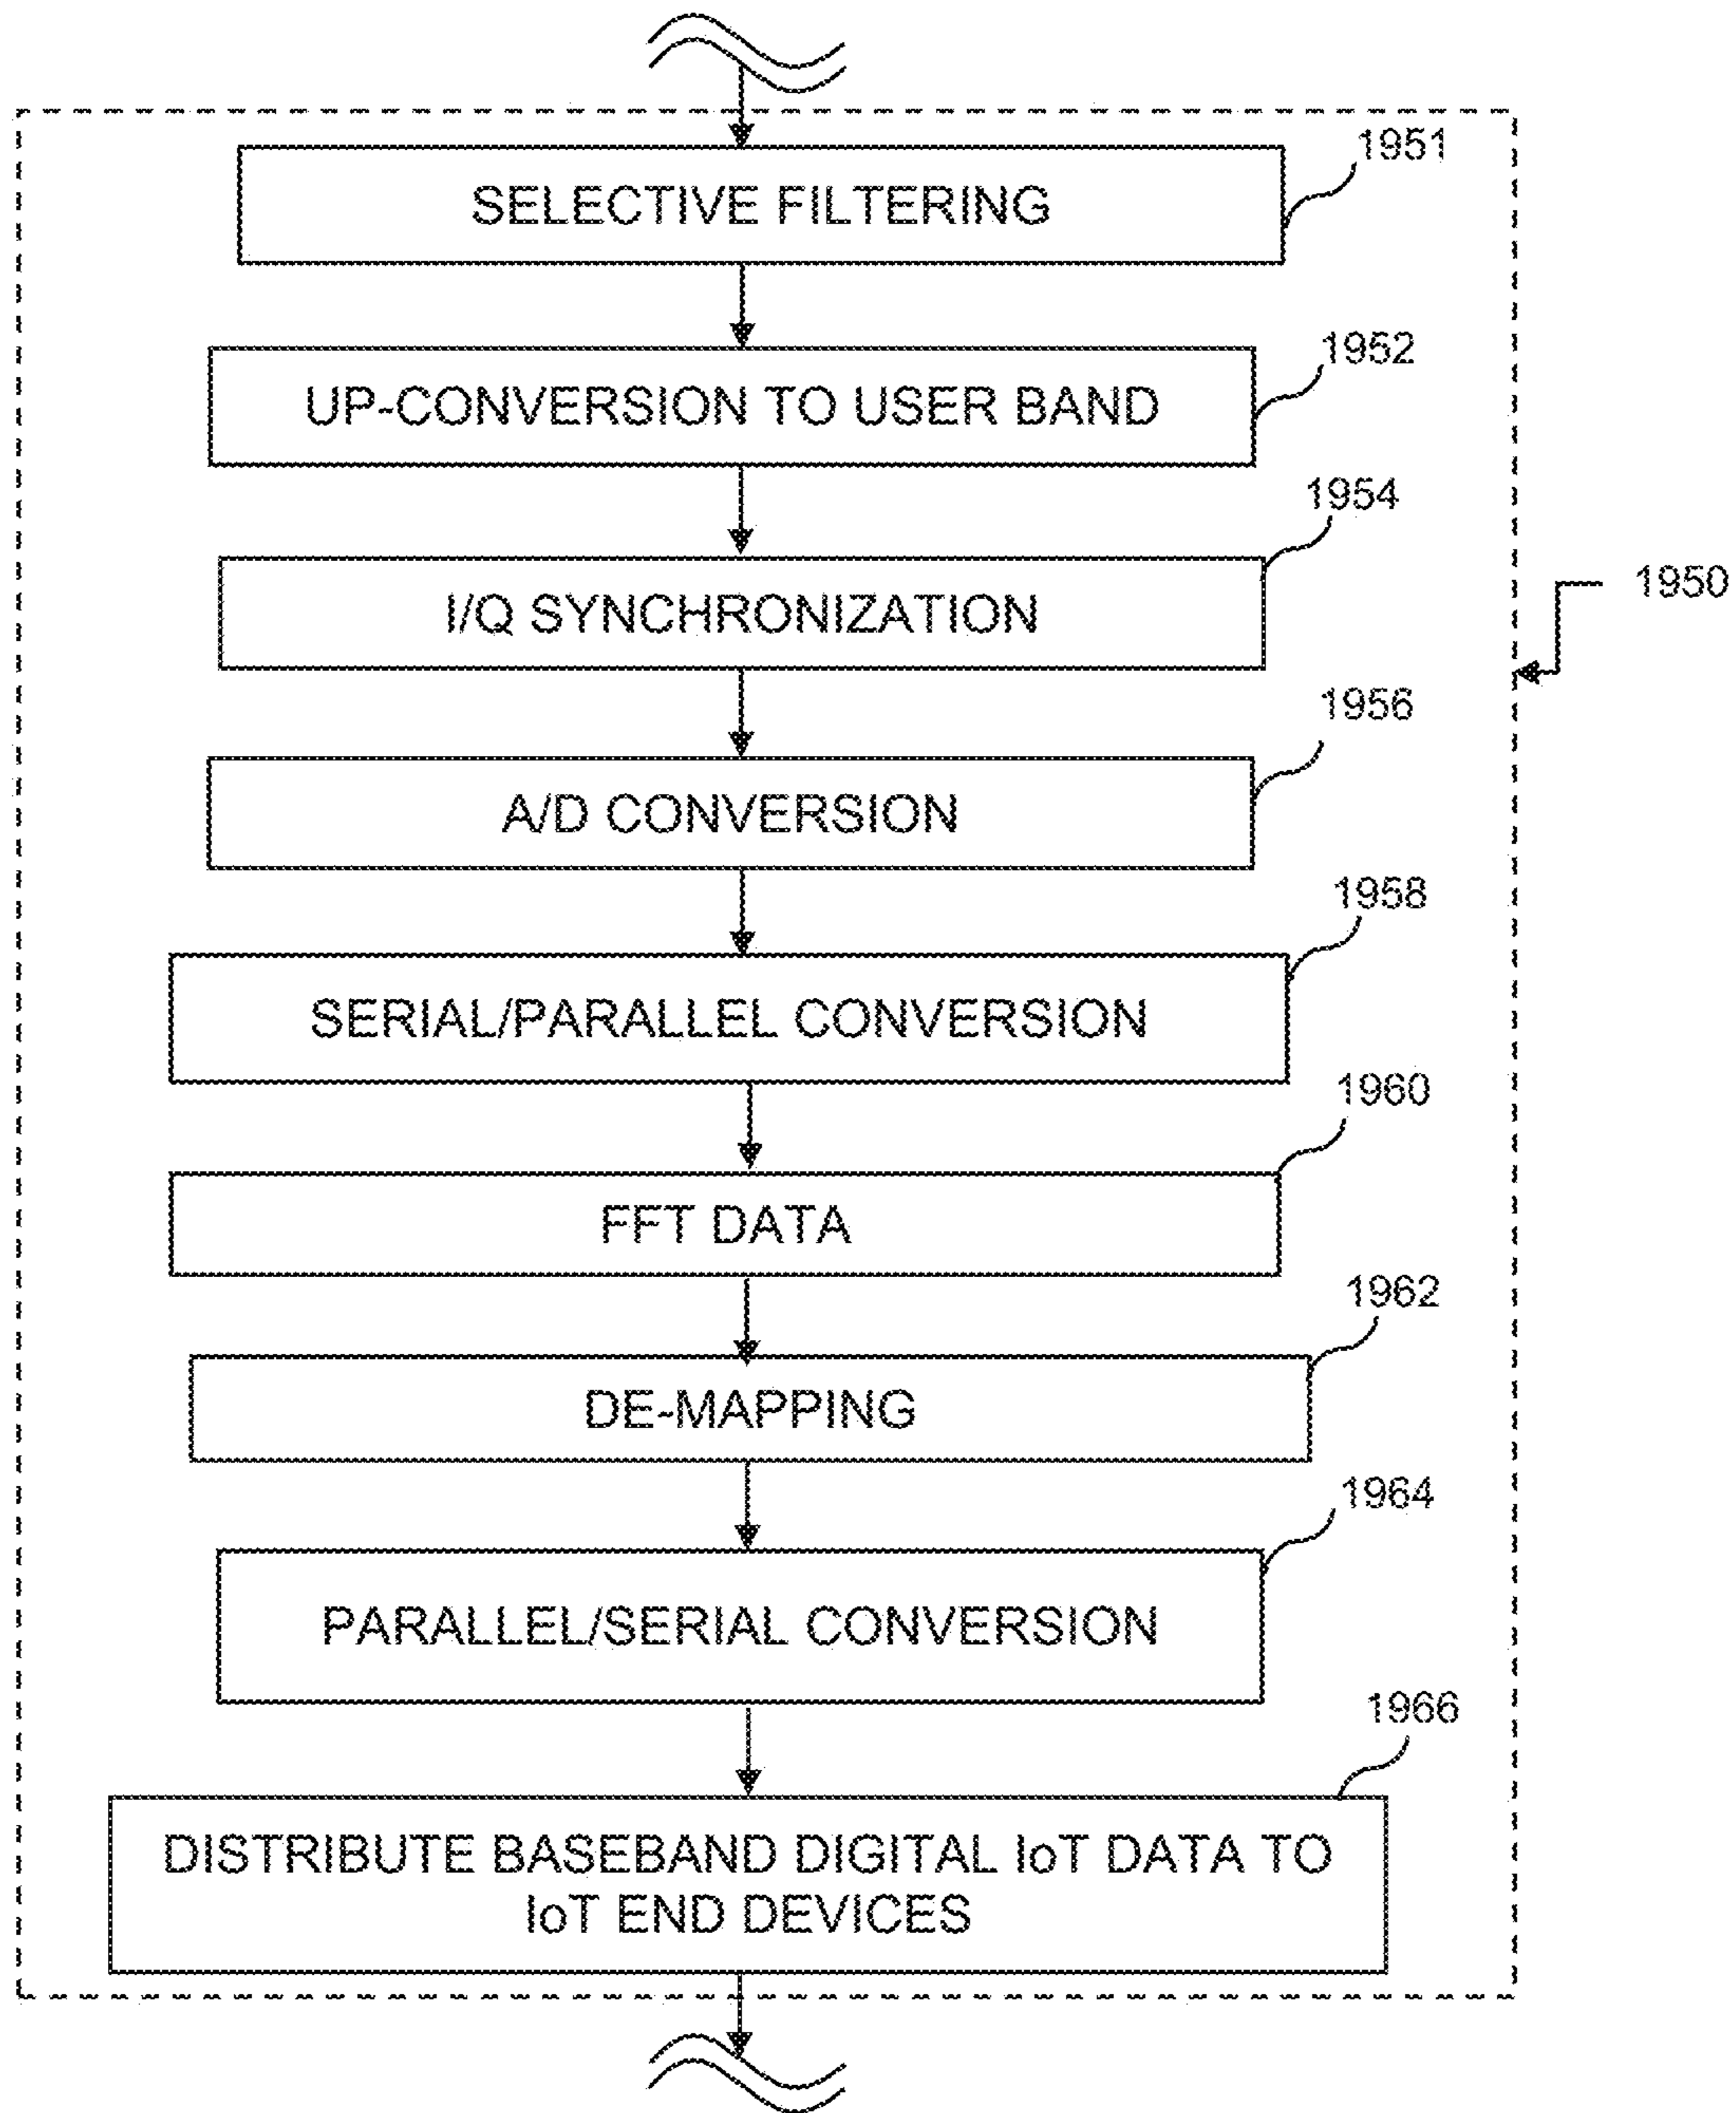 1951
SELECTIVE FILTERING
1952
UP-CONVERSION TO USER BAND
1954
I/Q SYNCHRONIZATION
1950
1956
A/D CONVERSION
1958
SERIAL/PARALLEL CONVERSION
1960
FFT DATA
1962
DE-MAPPING
1964
PARALLEL/SERIAL CONVERSION
1966
DISTRIBUTE BASEBAND DIGITAL IoT DATA TO
IoT END DEVICES